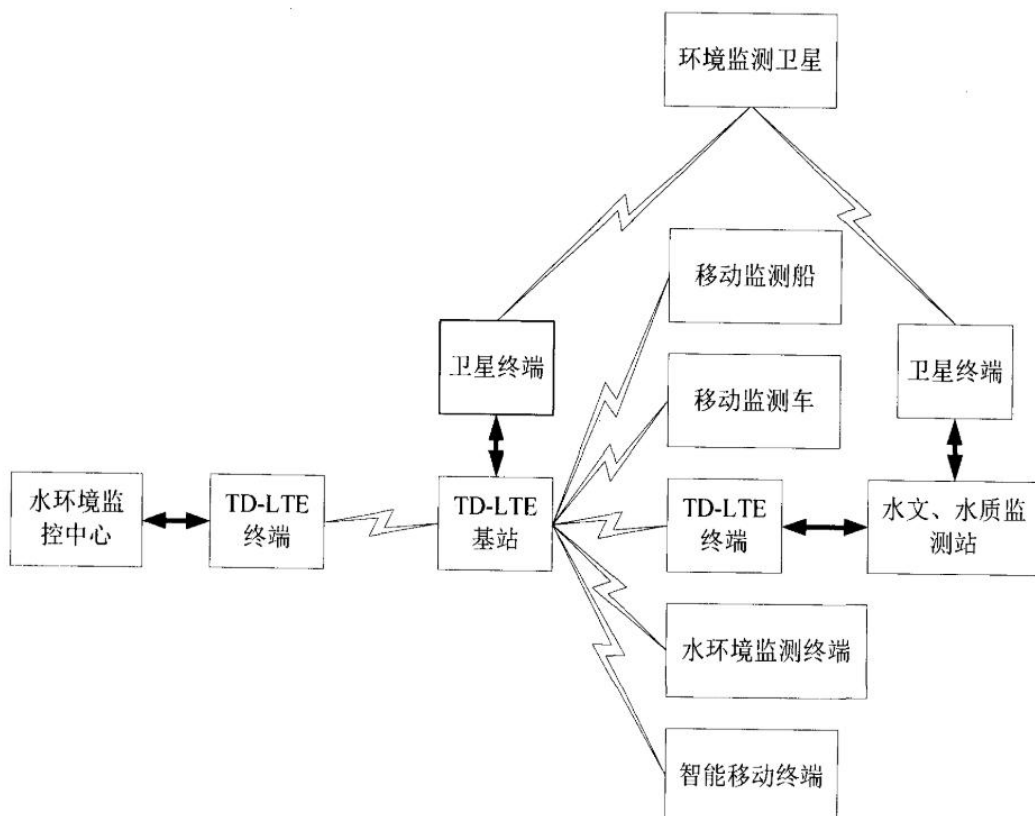 环境监测卫星
移动监测船
卫星终端
移动监测车
卫星终端
水环境监
控中心
TD-LTE
终端
TD-LTE
基站
TD-LTE
终端
水文、水质监
测站
水环境监测终端
智能移动终端